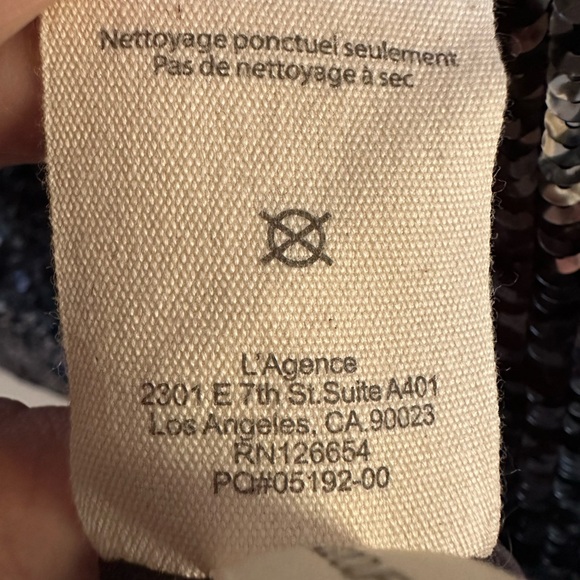 Nettoyage ponctuel seulement
Pas de nettoyage à sec
L'Agence
2301 E 7th St.Suite A401
Los Angeles, CA.90023
RN126654
PO#05192-00